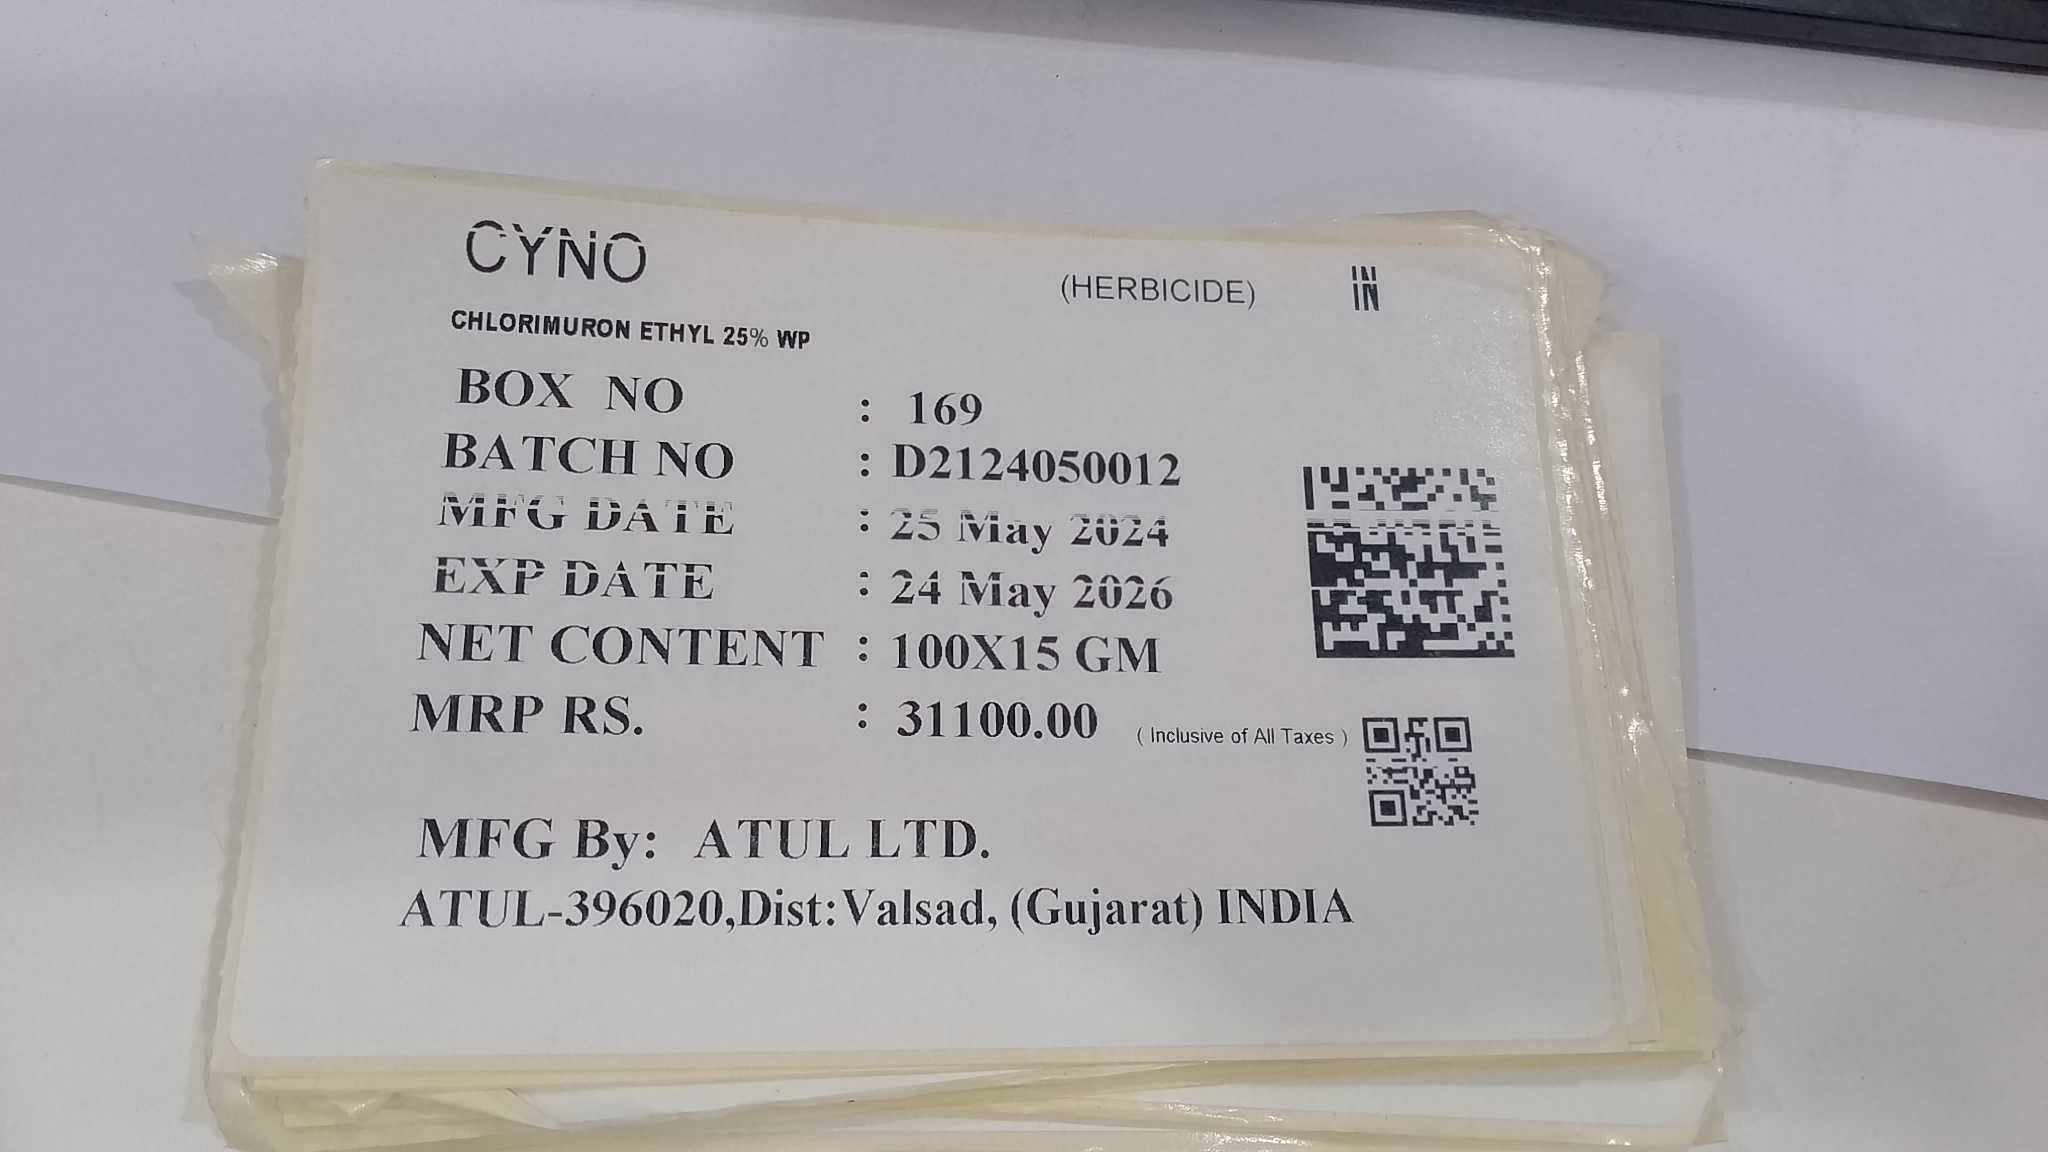 CYNO
(HERBICIDE) IN
CHLORIMURON ETHYL 25% WP
BOX NO : 169
BATCH NO : D2124050012
MFG DATE : 25 May 2024
EXP DATE : 24 May 2026
NET CONTENT : 100X15 GM
MRP RS. : 31100.00 ( Inclusive of All Taxes )
MFG By: ATUL LTD.
ATUL-396020,Dist:Valsad, (Gujarat) INDIA